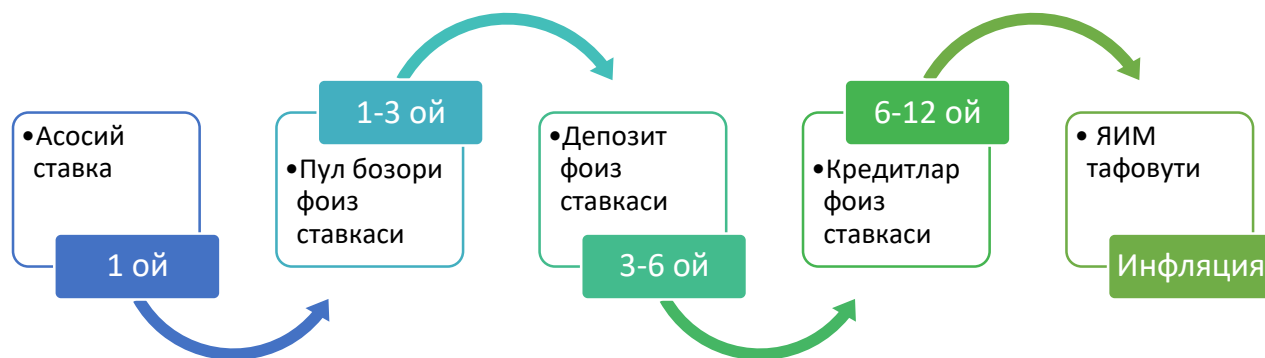 •Асосий
ставка
1 ой
1-3 ой
•Пул бозори
фоиз
ставкаси
•Депозит
фоиз
ставкаси
3-6 ой
6-12 ой
•Кредитлар
фоиз
ставкаси
• ЯИМ
тафовути
Инфляция